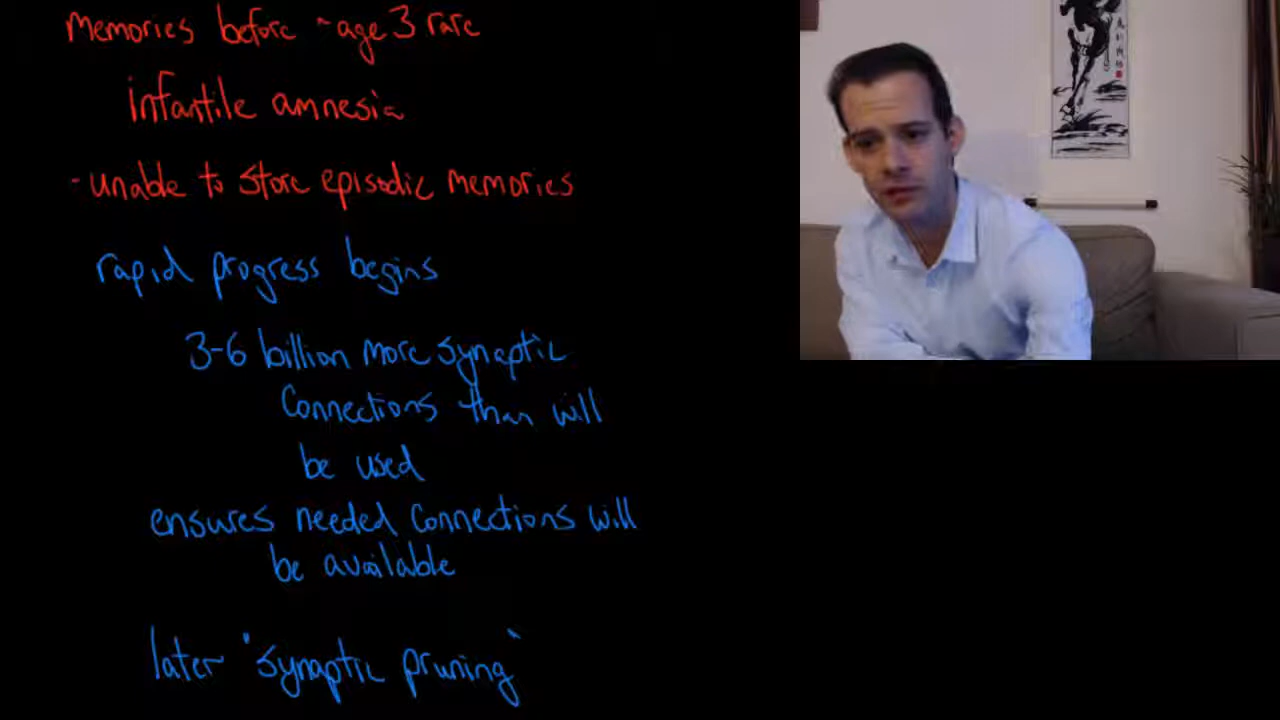 Memories before ~age 3 rare
infantile amnesia
- unable to store episodic memories
rapid progress begins
3-6 billion more synaptic
connections than will
be used
ensures needed connections will
be available
later "synaptic pruning"